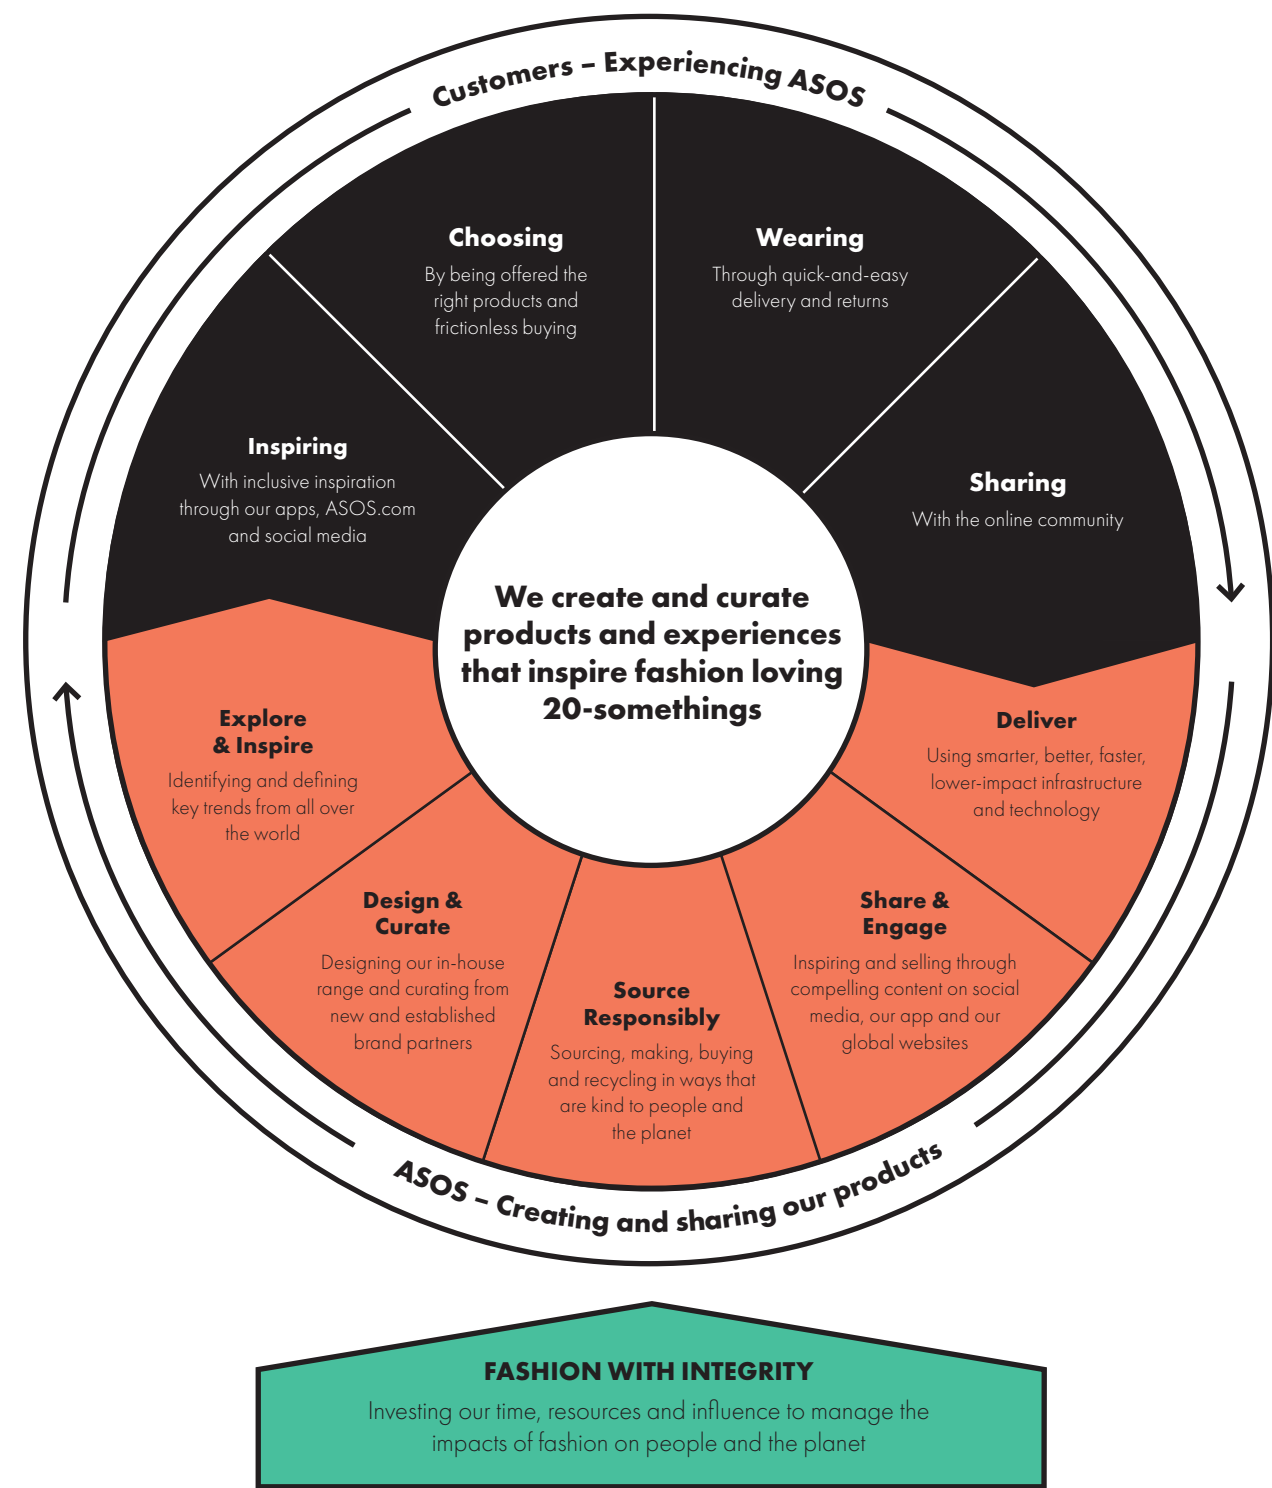 Customers – Experiencing ASOS
Choosing
By being offered the
right products and
frictionless buying
Wearing
Through quick-and-easy
delivery and returns
Inspiring
With inclusive inspiration
through our apps, ASOS.com
and social media
Sharing
With the online community
We create and curate
products and experiences
that inspire fashion loving
20-somethings
Explore
& Inspire
Identifying and defining
key trends from all over
the world
Deliver
Using smarter, better, faster,
lower-impact infrastructure
and technology
Design &
Curate
Designing our in-house
range and curating from
new and established
brand partners
Source
Responsibly
Sourcing, making, buying
and recycling in ways that
are kind to people and
the planet
Share &
Engage
Inspiring and selling through
compelling content on social
media, our app and our
global websites
ASOS – Creating and sharing our products
FASHION WITH INTEGRITY
Investing our time, resources and influence to manage the
impacts of fashion on people and the planet